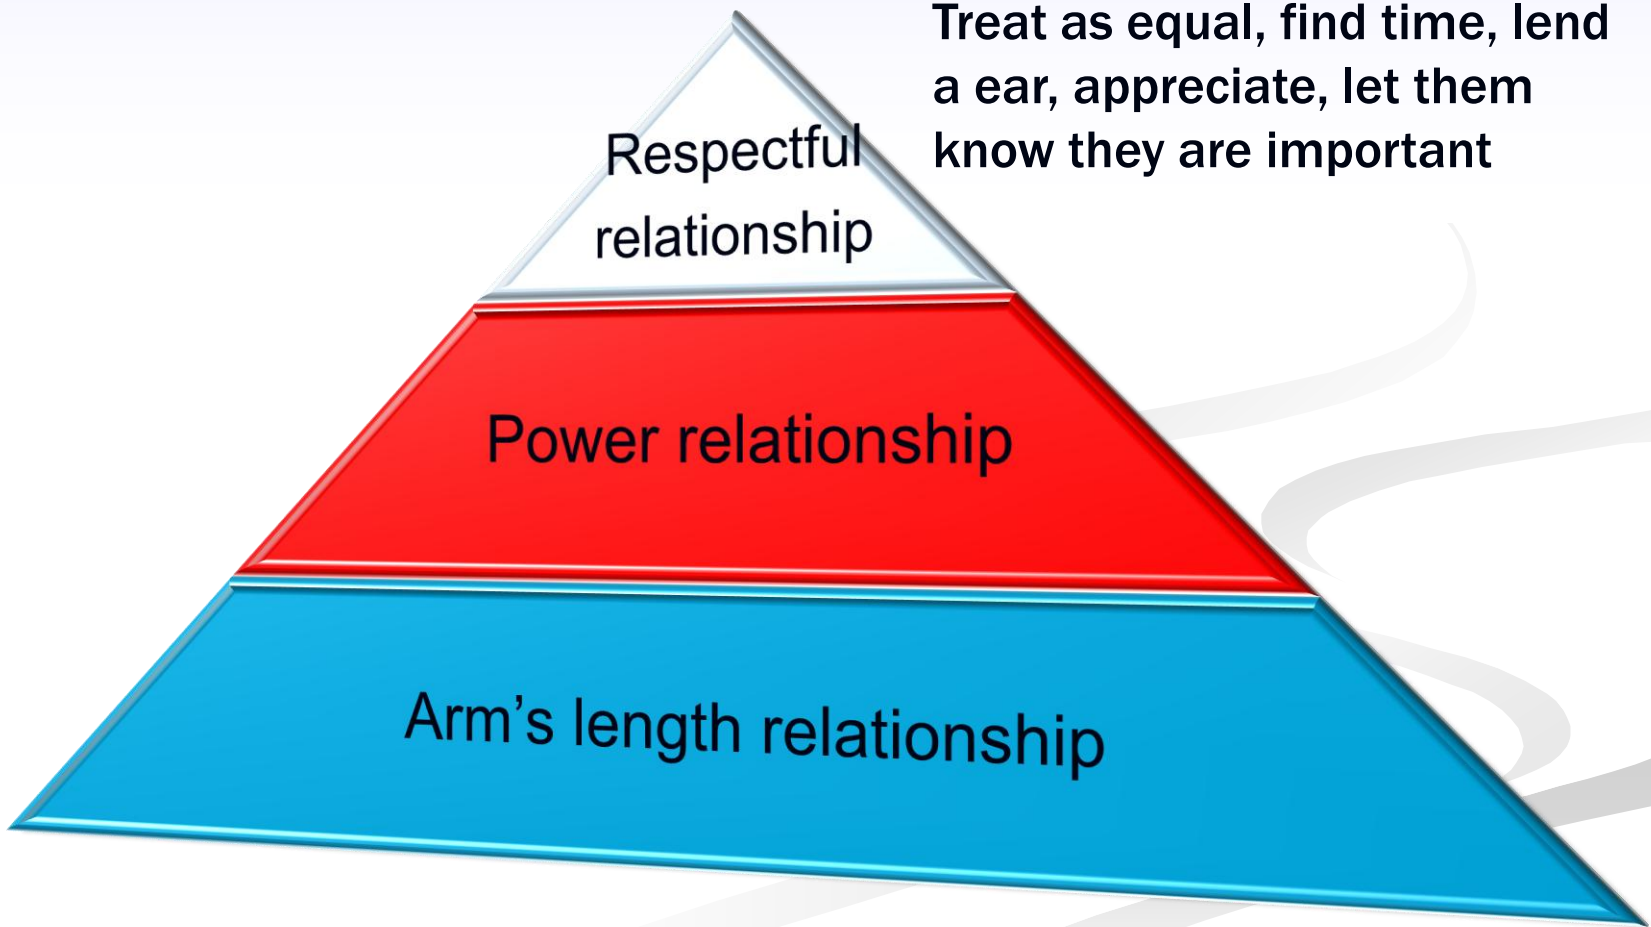 Treat as equal, find time, lend
a ear, appreciate, let them
know they are important
Respectful
relationship
Power relationship
Arm’s length relationship